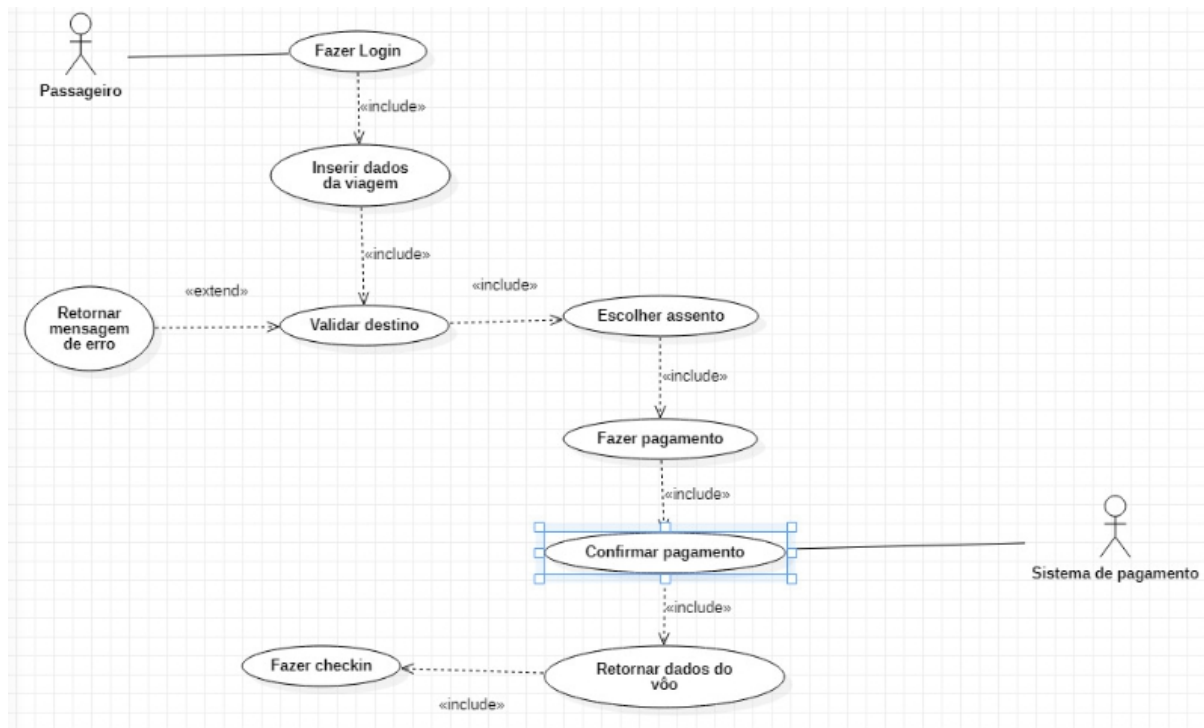 Fazer Login
Passageiro
«include»
Inserir dados
da viagem
«include»
«extend»
«include»
Retornar
mensagem
de erro
Validar destino
Escolher assento
«include»
Fazer pagamento
«include»
Confirmar pagamento
Sistema de pagamento
«include»
Fazer checkin
Retornar dados do
vôo
«include»